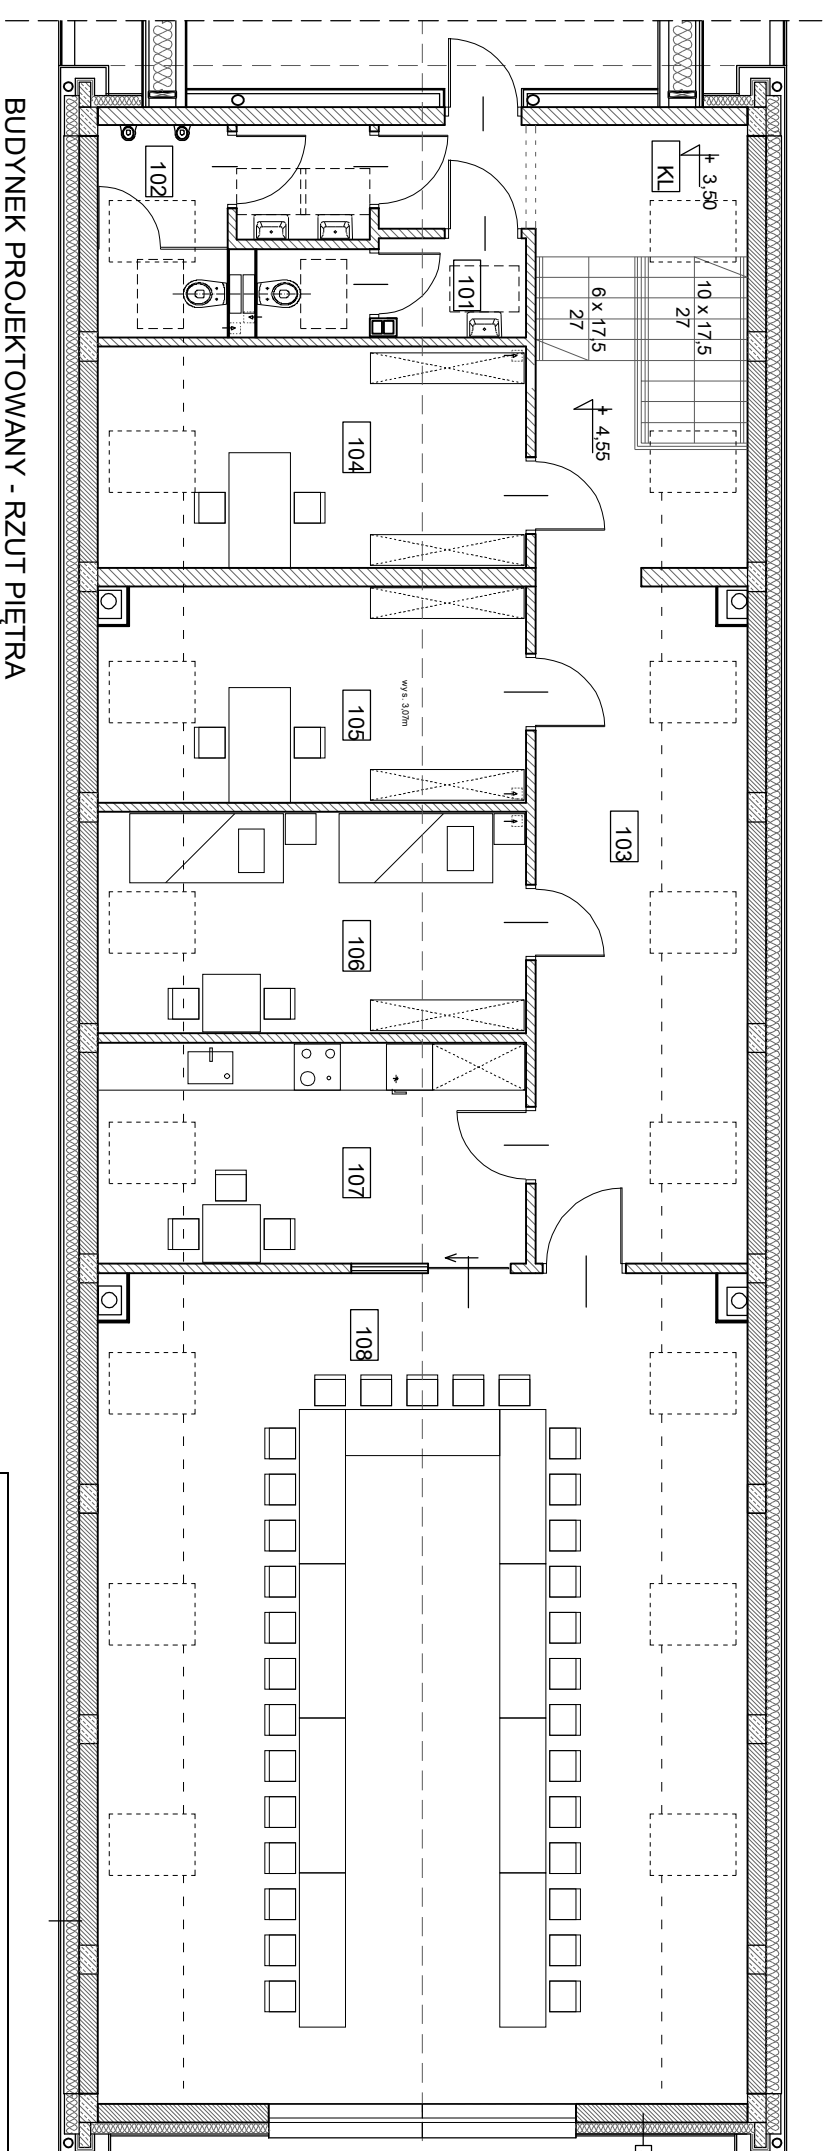 BUDYNEK PROJEKTOWANY - RZUT PIĘTRA
KL
+ 3,50
10 x 17,5
27
6 x 17,5
27
+ 4,55
102
101
104
105
wys. 3,07m
103
106
107
108